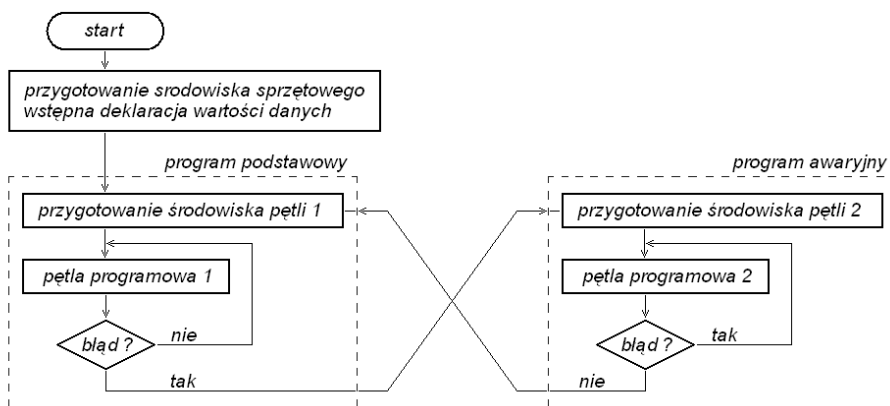 start
przygotowanie srodowiska sprzętowego
wstępna deklaracja wartości danych
program podstawowy
przygotowanie środowiska pętli 1
pętla programowa 1
błąd ?
nie
tak
program awaryjny
przygotowanie środowiska pętli 2
pętla programowa 2
błąd ?
tak
nie